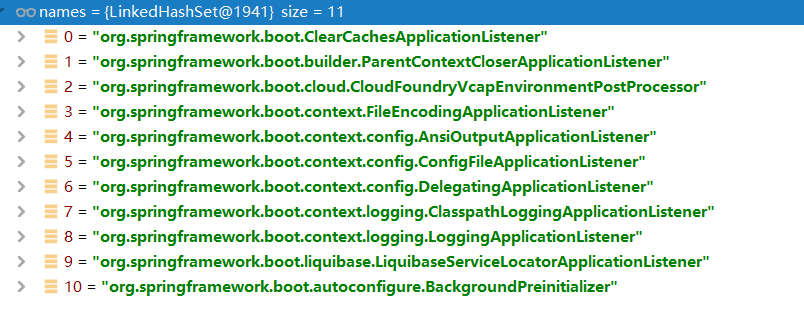 names = {LinkedHashSet@1941} size = 11
0 = "org.springframework.boot.ClearCachesApplicationListener"
1 = "org.springframework.boot.builder.ParentContextCloserApplicationListener"
2 = "org.springframework.boot.cloud.CloudFoundryVcapEnvironmentPostProcessor"
3 = "org.springframework.boot.context.FileEncodingApplicationListener"
4 = "org.springframework.boot.context.config.AnsiOutputApplicationListener"
5 = "org.springframework.boot.context.config.ConfigFileApplicationListener"
6 = "org.springframework.boot.context.config.DelegatingApplicationListener"
7 = "org.springframework.boot.context.logging.ClasspathLoggingApplicationListener"
8 = "org.springframework.boot.context.logging.LoggingApplicationListener"
9 = "org.springframework.boot.liquibase.LiquibaseServiceLocatorApplicationListener"
10 = "org.springframework.boot.autoconfigure.BackgroundPreinitializer"